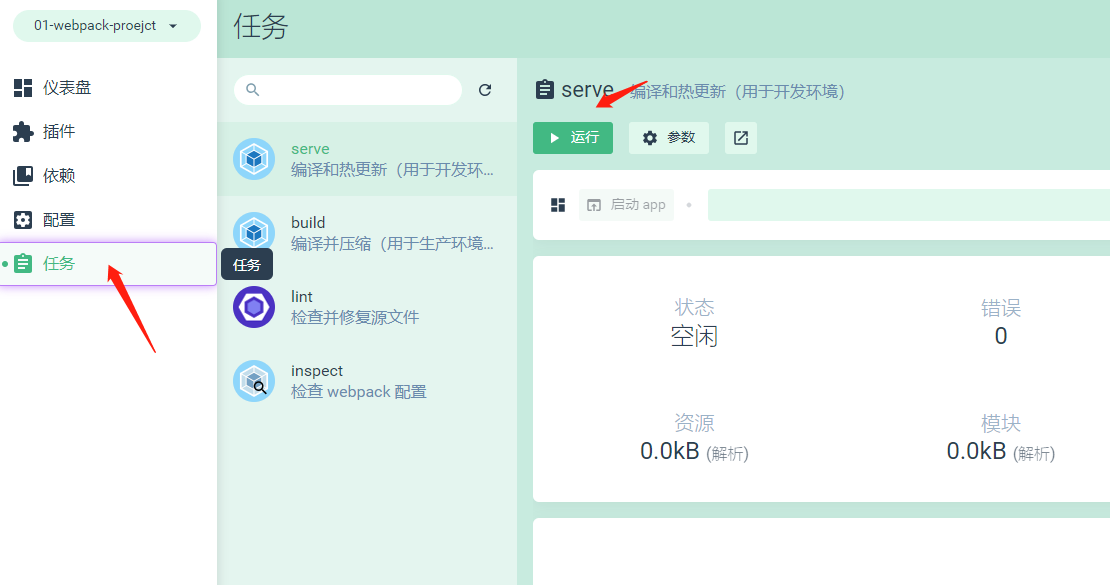 01-webpack-proejct
仪表盘
插件
依赖
配置
任务
任务
serve
编译和热更新（用于开发环...
build
编译并压缩（用于生产环境...
任务
lint
检查并修复源文件
inspect
检查 webpack 配置
serve 编译和热更新（用于开发环境）
运行 参数
启动 app
状态
空闲
错误
0
资源
0.0kB (解析)
模块
0.0kB (解析)